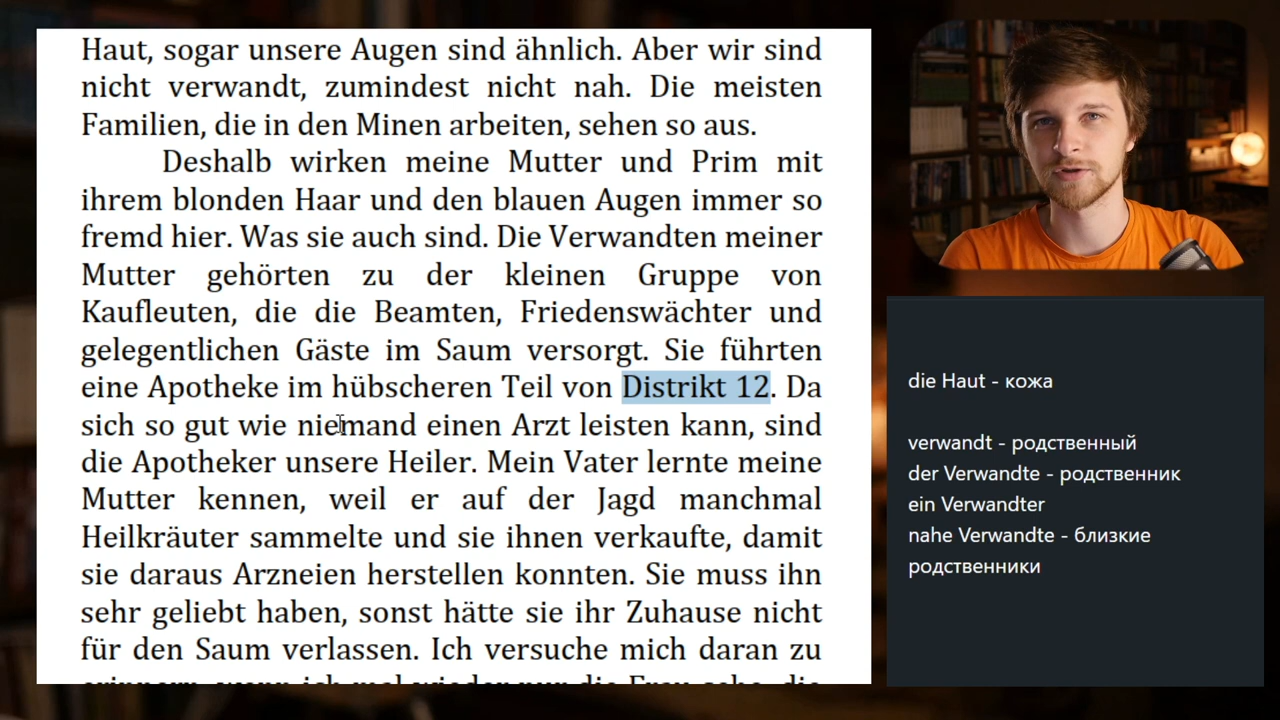 Haut, sogar unsere Augen sind ähnlich. Aber wir sind
nicht verwandt, zumindest nicht nah. Die meisten
Familien, die in den Minen arbeiten, sehen so aus.
Deshalb wirken meine Mutter und Prim mit
ihrem blonden Haar und den blauen Augen immer so
fremd hier. Was sie auch sind. Die Verwandten meiner
Mutter gehörten zu der kleinen Gruppe von
Kaufleuten, die die Beamten, Friedenswächter und
gelegentlichen Gäste im Saum versorgt. Sie führten
eine Apotheke im hübscheren Teil von Distrikt 12. Da
sich so gut wie niemand einen Arzt leisten kann, sind
die Apotheker unsere Heiler. Mein Vater lernte meine
Mutter kennen, weil er auf der Jagd manchmal
Heilkräuter sammelte und sie ihnen verkaufte, damit
sie daraus Arzneien herstellen konnten. Sie muss ihn
sehr geliebt haben, sonst hätte sie ihr Zuhause nicht
für den Saum verlassen. Ich versuche mich daran zu
die Haut - кожа
verwandt - родственный
der Verwandte - родственник
ein Verwandter
nahe Verwandte - близкие
родственники